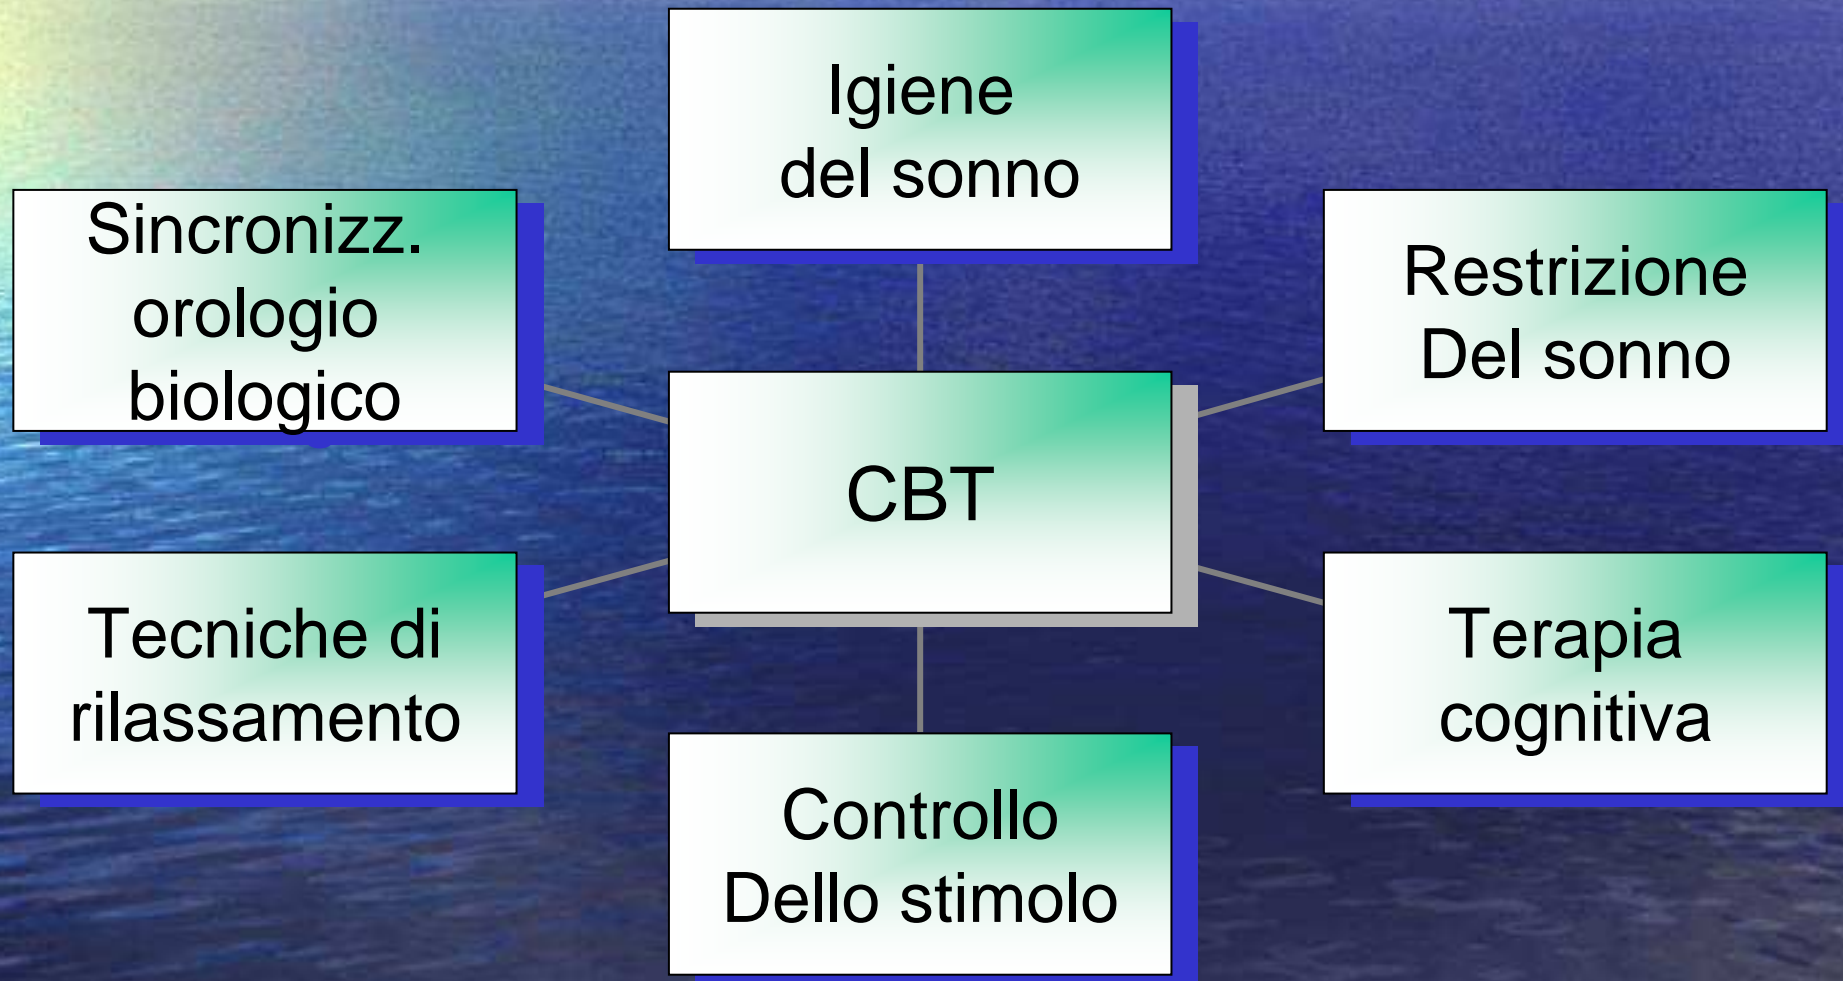 Igiene
del sonno
Sincronizz.
orologio
biologico
Restrizione
Del sonno
CBT
Tecniche di
rilassamento
Terapia
cognitiva
Controllo
Dello stimolo